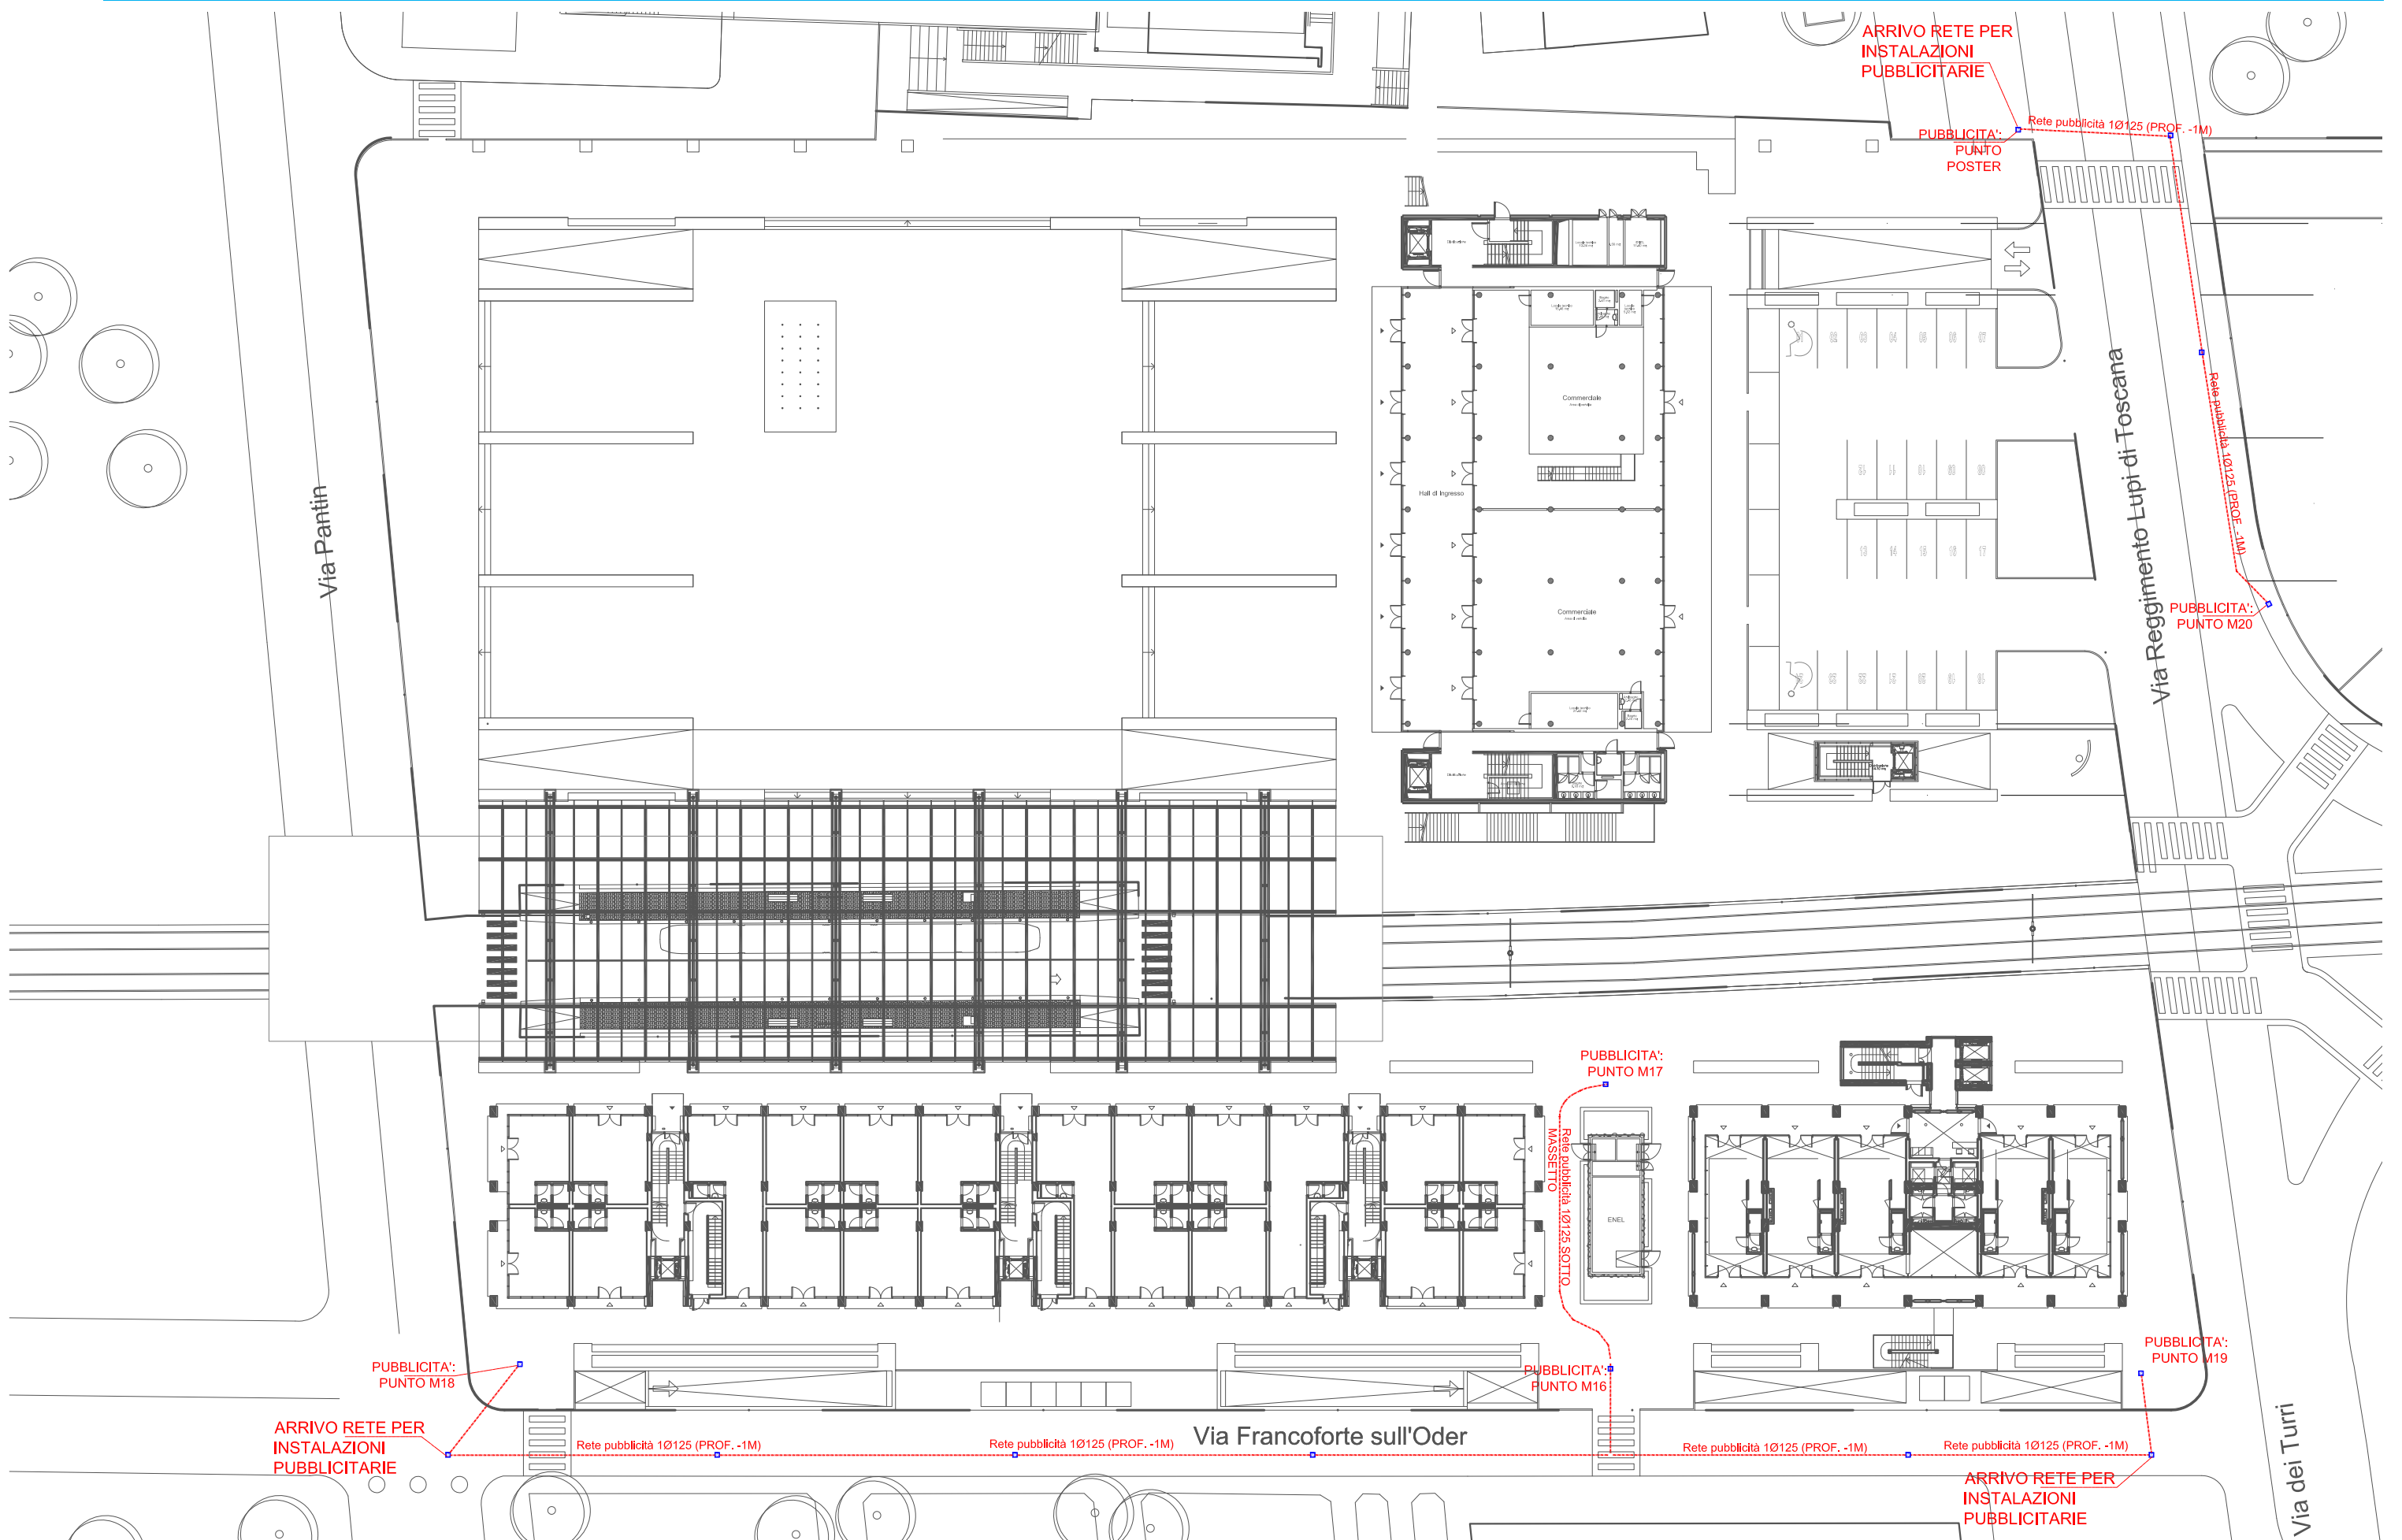 ARRIVO RETE PER
INSTALAZIONI
PUBBLICITARIE
Rete pubblicità 1Ø125 (PROF. -1M)
PUBBLICITA':
PUNTO
POSTER
Via Pantin
Hall di Ingresso
Commerciale
Commerciale
Via Reggimento Lupi di Toscana
Rete pubblicità 1Ø125 (PROF. -1M)
PUBBLICITA':
PUNTO M20
PUBBLICITA':
PUNTO M17
Rete pubblicità 1Ø125 SOTTO
MASSETTO
ENEL
PUBBLICITA':
PUNTO M18
PUBBLICITA':
PUNTO M16
PUBBLICITA':
PUNTO M19
ARRIVO RETE PER
INSTALAZIONI
PUBBLICITARIE
Rete pubblicità 1Ø125 (PROF. -1M)
Rete pubblicità 1Ø125 (PROF. -1M)
Via Francoforte sull'Oder
Rete pubblicità 1Ø125 (PROF. -1M)
Rete pubblicità 1Ø125 (PROF. -1M)
ARRIVO RETE PER
INSTALAZIONI
PUBBLICITARIE
Via dei Turri